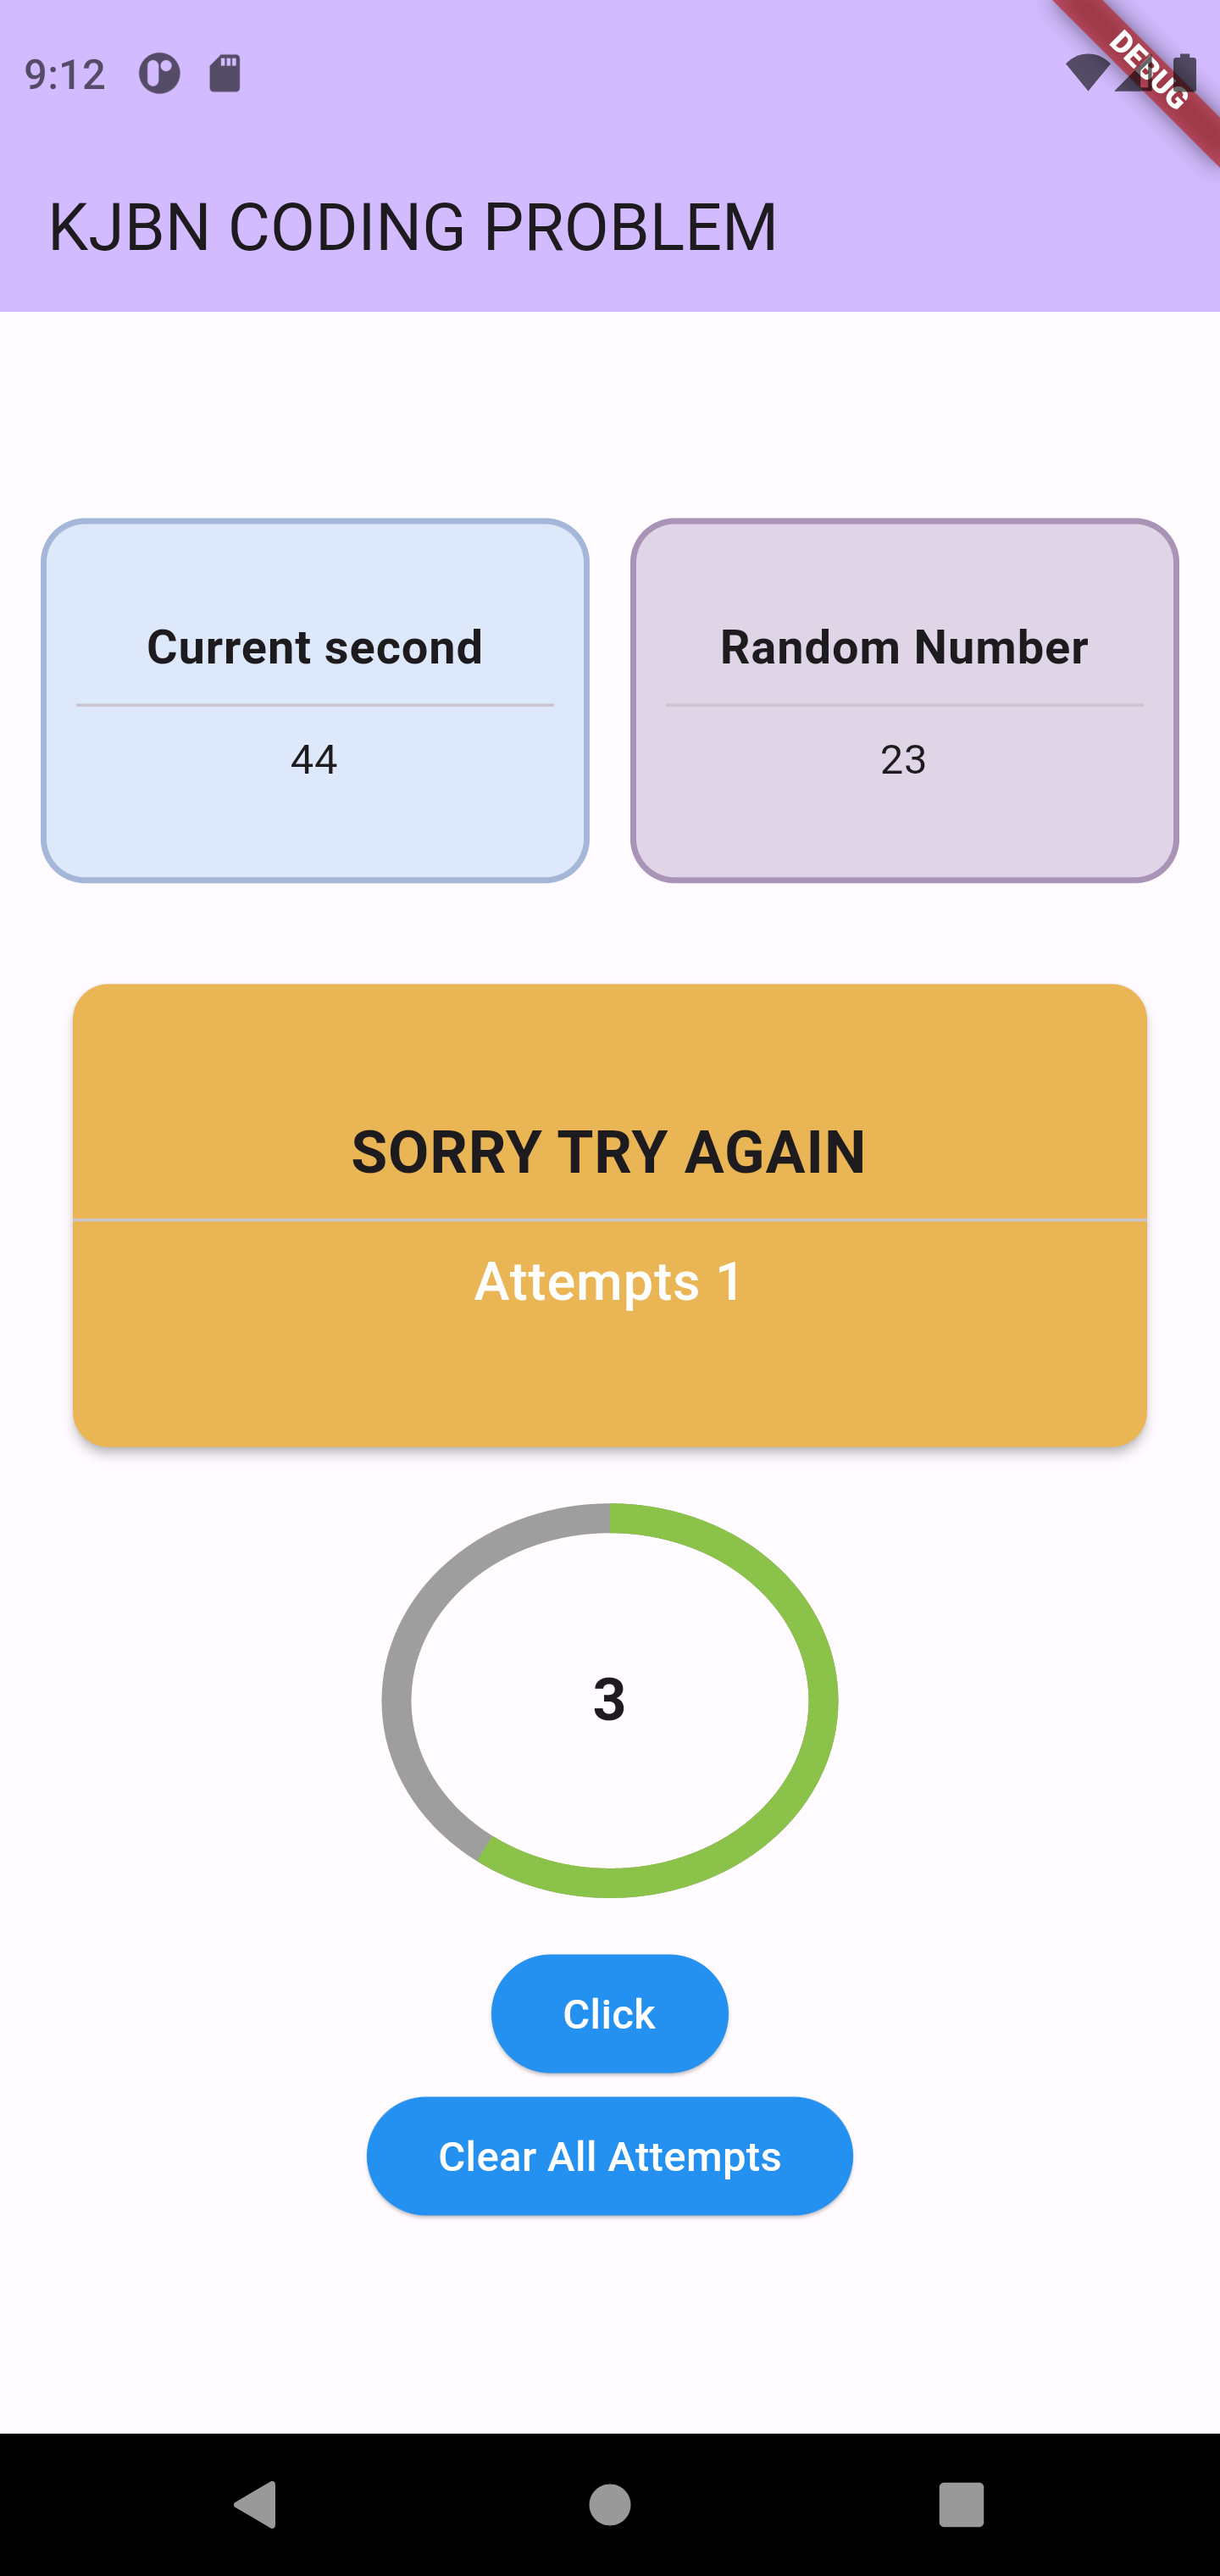 9:12
DEBUG
KJBN CODING PROBLEM
Current second
44
Random Number
23
SORRY TRY AGAIN
Attempts 1
3
Click
Clear All Attempts